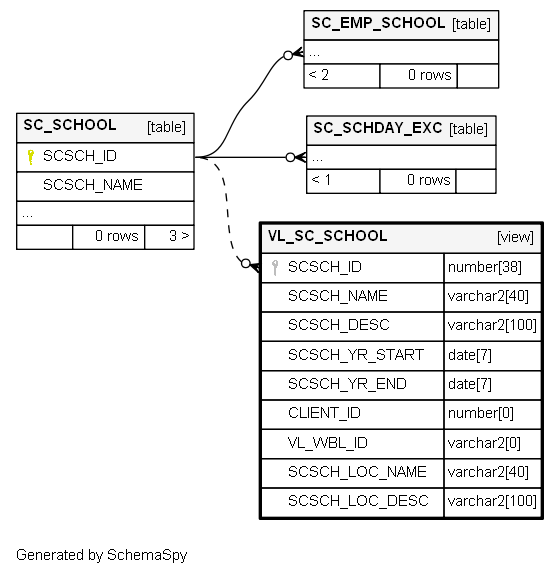 SC_EMP_SCHOOL [table]
...
< 2 0 rows
SC_SCHOOL [table]
SCSCH_ID
SCSCH_NAME
...
0 rows 3 >
SC_SCHDAY_EXC [table]
...
< 1 0 rows
VL_SC_SCHOOL [view]
SCSCH_ID number[38]
SCSCH_NAME varchar2[40]
SCSCH_DESC varchar2[100]
SCSCH_YR_START date[7]
SCSCH_YR_END date[7]
CLIENT_ID number[0]
VL_WBL_ID varchar2[0]
SCSCH_LOC_NAME varchar2[40]
SCSCH_LOC_DESC varchar2[100]
Generated by SchemaSpy